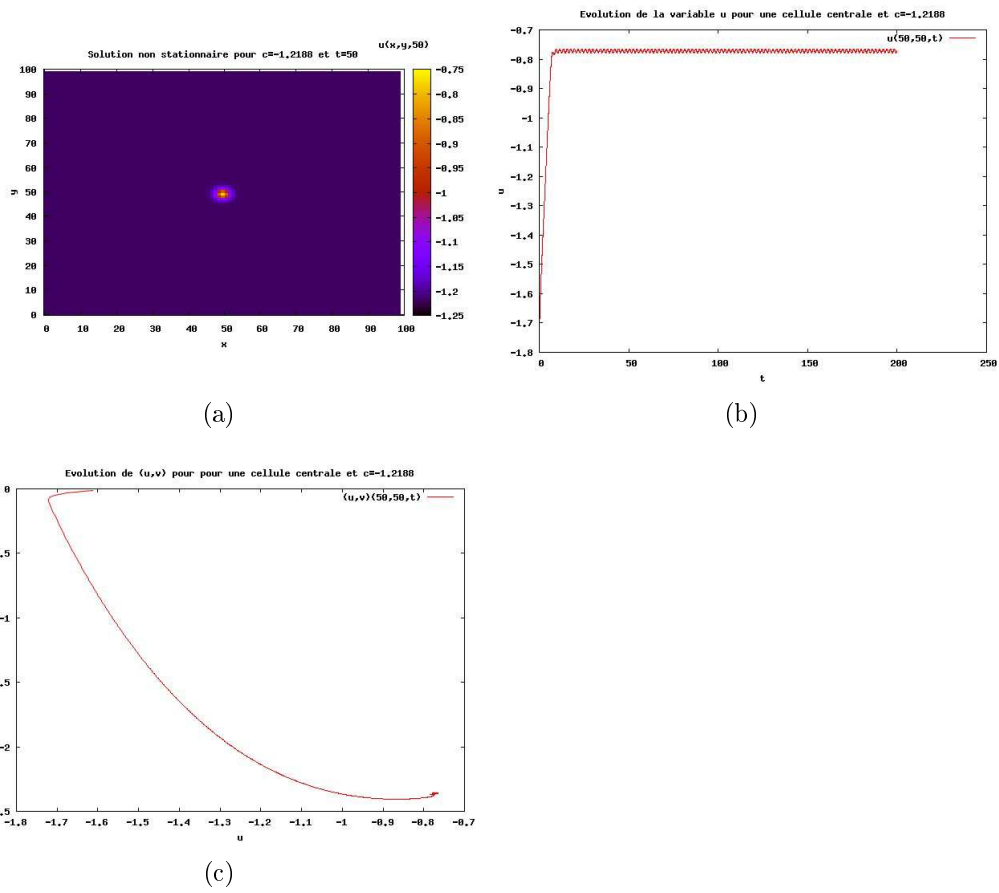 u(x,y,50)
Solution non stationnaire pour c=-1.2188 et t=50
100
90
80
70
60
50
40
30
20
10
0
y
0 10 20 30 40 50 60 70 80 90 100
x
-0.75
-0.8
-0.85
-0.9
-0.95
-1
-1.05
-1.1
-1.15
-1.2
-1.25
(a)
Evolution de la variable u pour une cellule centrale et c=-1.2188
u(50,50,t)
-0.7
-0.8
-0.9
-1
-1.1
-1.2
-1.3
-1.4
-1.5
-1.6
-1.7
-1.8
u
0 50 100 150 200 250
t
(b)
Evolution de (u,v) pour pour une cellule centrale et c=-1.2188
(u,v)(50,50,t)
0
.5
-1
.5
-2
.5
-1.8 -1.7 -1.6 -1.5 -1.4 -1.3 -1.2 -1.1 -1 -0.9 -0.8 -0.7
u
(c)